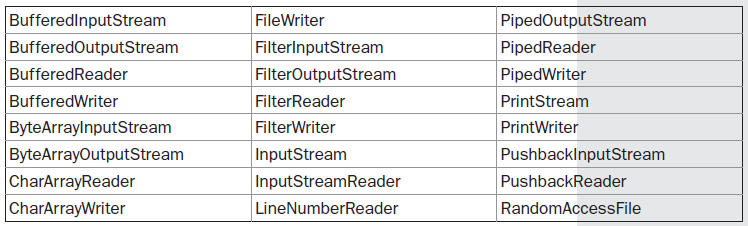 BufferedInputStream FileWriter PipedOutputStream
BufferedOutputStream FilterInputStream PipedReader
BufferedReader FilterOutputStream PipedWriter
BufferedWriter FilterReader PrintStream
ByteArrayInputStream FilterWriter PrintWriter
ByteArrayOutputStream InputStream PushbackInputStream
CharArrayReader InputStreamReader PushbackReader
CharArrayWriter LineNumberReader RandomAccessFile